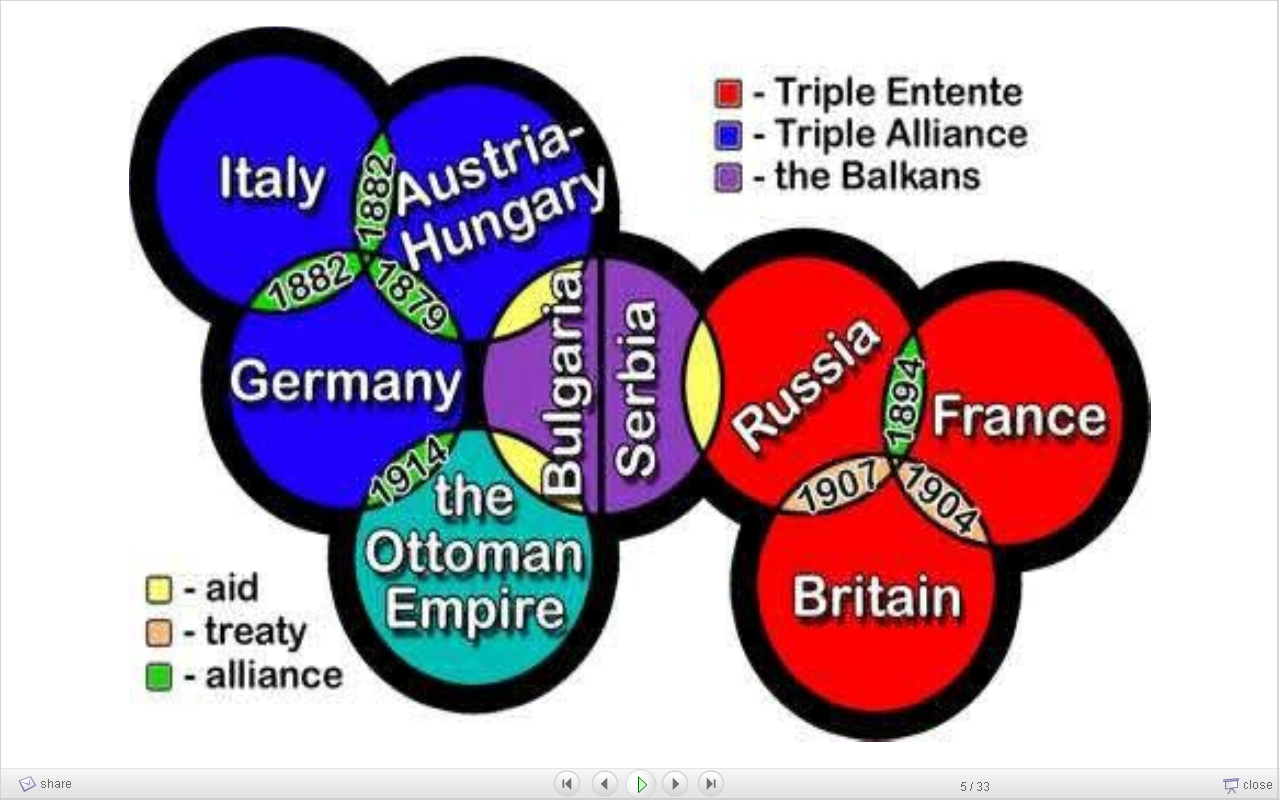 Italy
1882
Austria-
Hungary
1882
1879
Germany
1914
the
Ottoman
Empire
Bulgaria
Serbia
- Triple Entente
- Triple Alliance
- the Balkans
Russia
1894
France
1907
1904
Britain
- aid
- treaty
- alliance
share
5 / 33
close